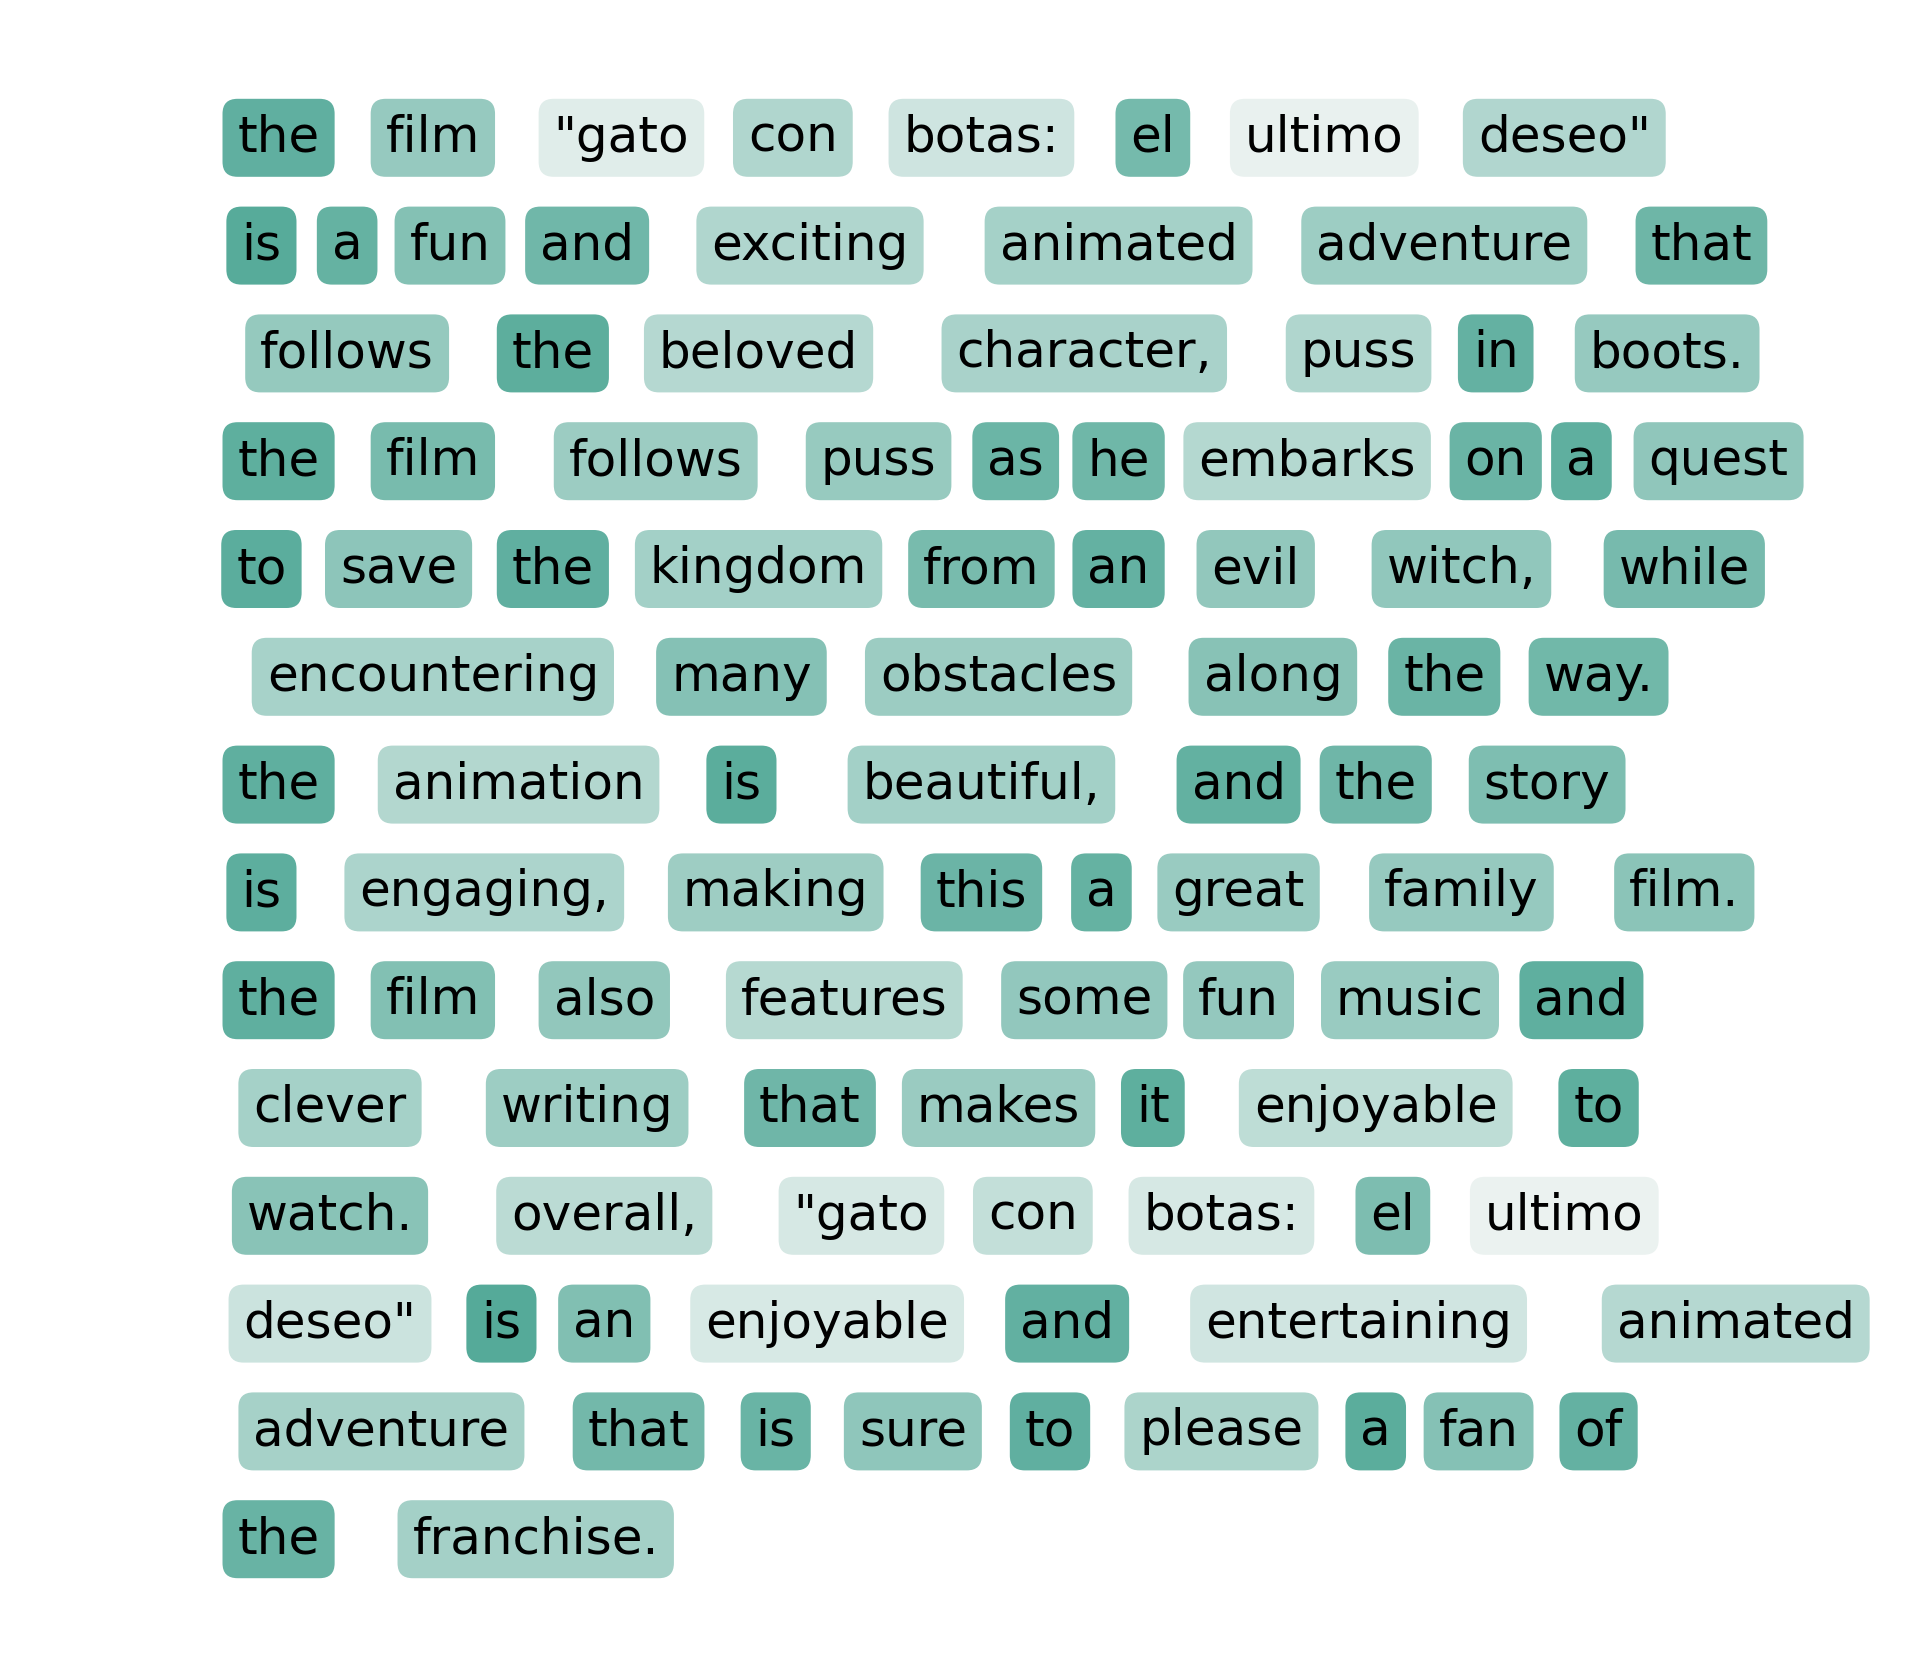 the film "gato con botas: el ultimo deseo"
is a fun and exciting animated adventure that
follows the beloved character, puss in boots.
the film follows puss as he embarks on a quest
to save the kingdom from an evil witch, while
encountering many obstacles along the way.
the animation is beautiful, and the story
is engaging, making this a great family film.
the film also features some fun music and
clever writing that makes it enjoyable to
watch. overall, "gato con botas: el ultimo
deseo" is an enjoyable and entertaining animated
adventure that is sure to please a fan of
the franchise.